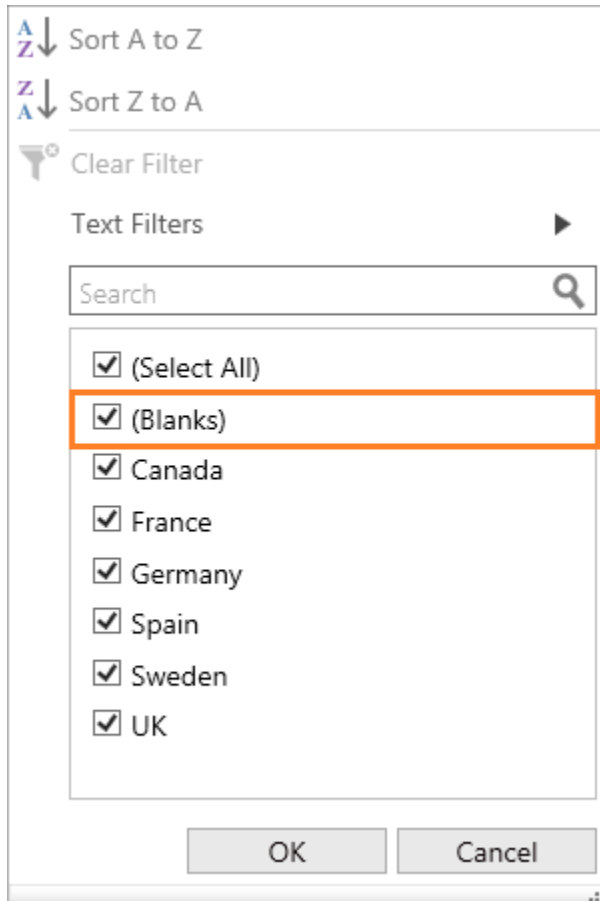 A
Z
Sort A to Z
Z
A
Sort Z to A
Clear Filter
Text Filters
Search
(Select All)
(Blanks)
Canada
France
Germany
Spain
Sweden
UK
OK
Cancel